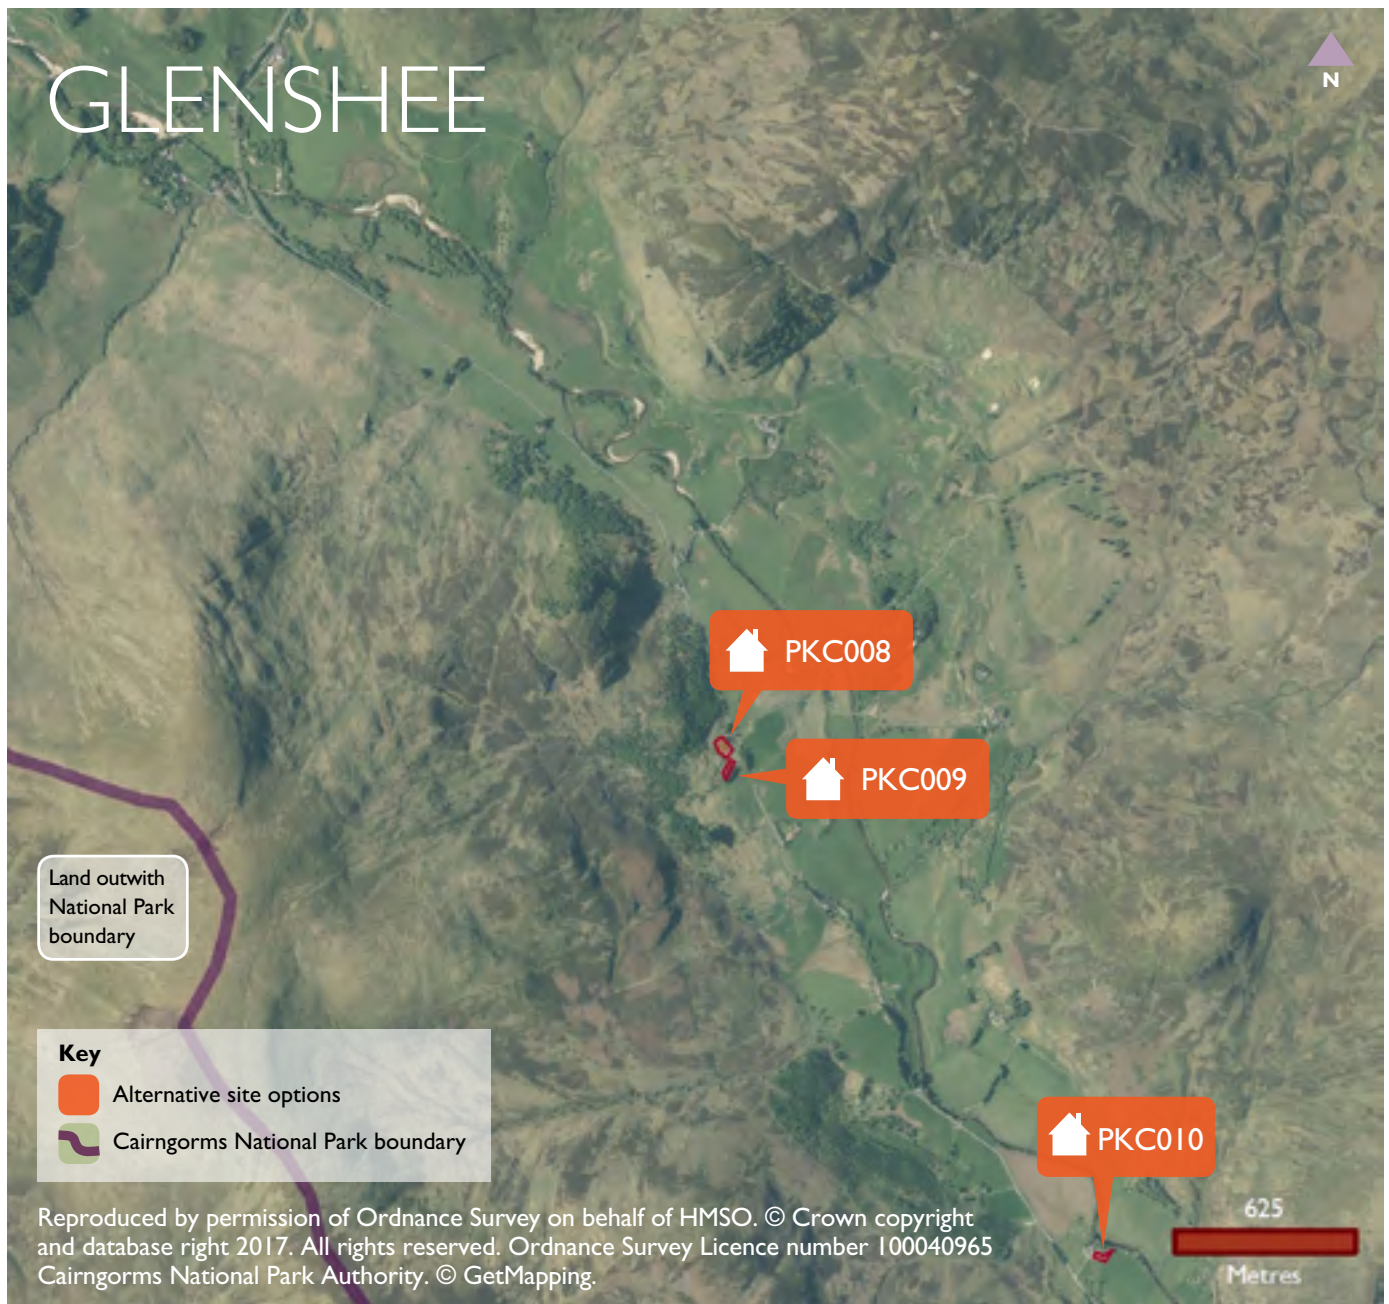 GLENSHEE
N
PKC008
PKC009
Land outwith
National Park
boundary
Key
Alternative site options
Cairngorms National Park boundary
PKC010
625
Metres
Reproduced by permission of Ordnance Survey on behalf of HMSO. © Crown copyright
and database right 2017. All rights reserved. Ordnance Survey Licence number 100040965
Cairngorms National Park Authority. © GetMapping.